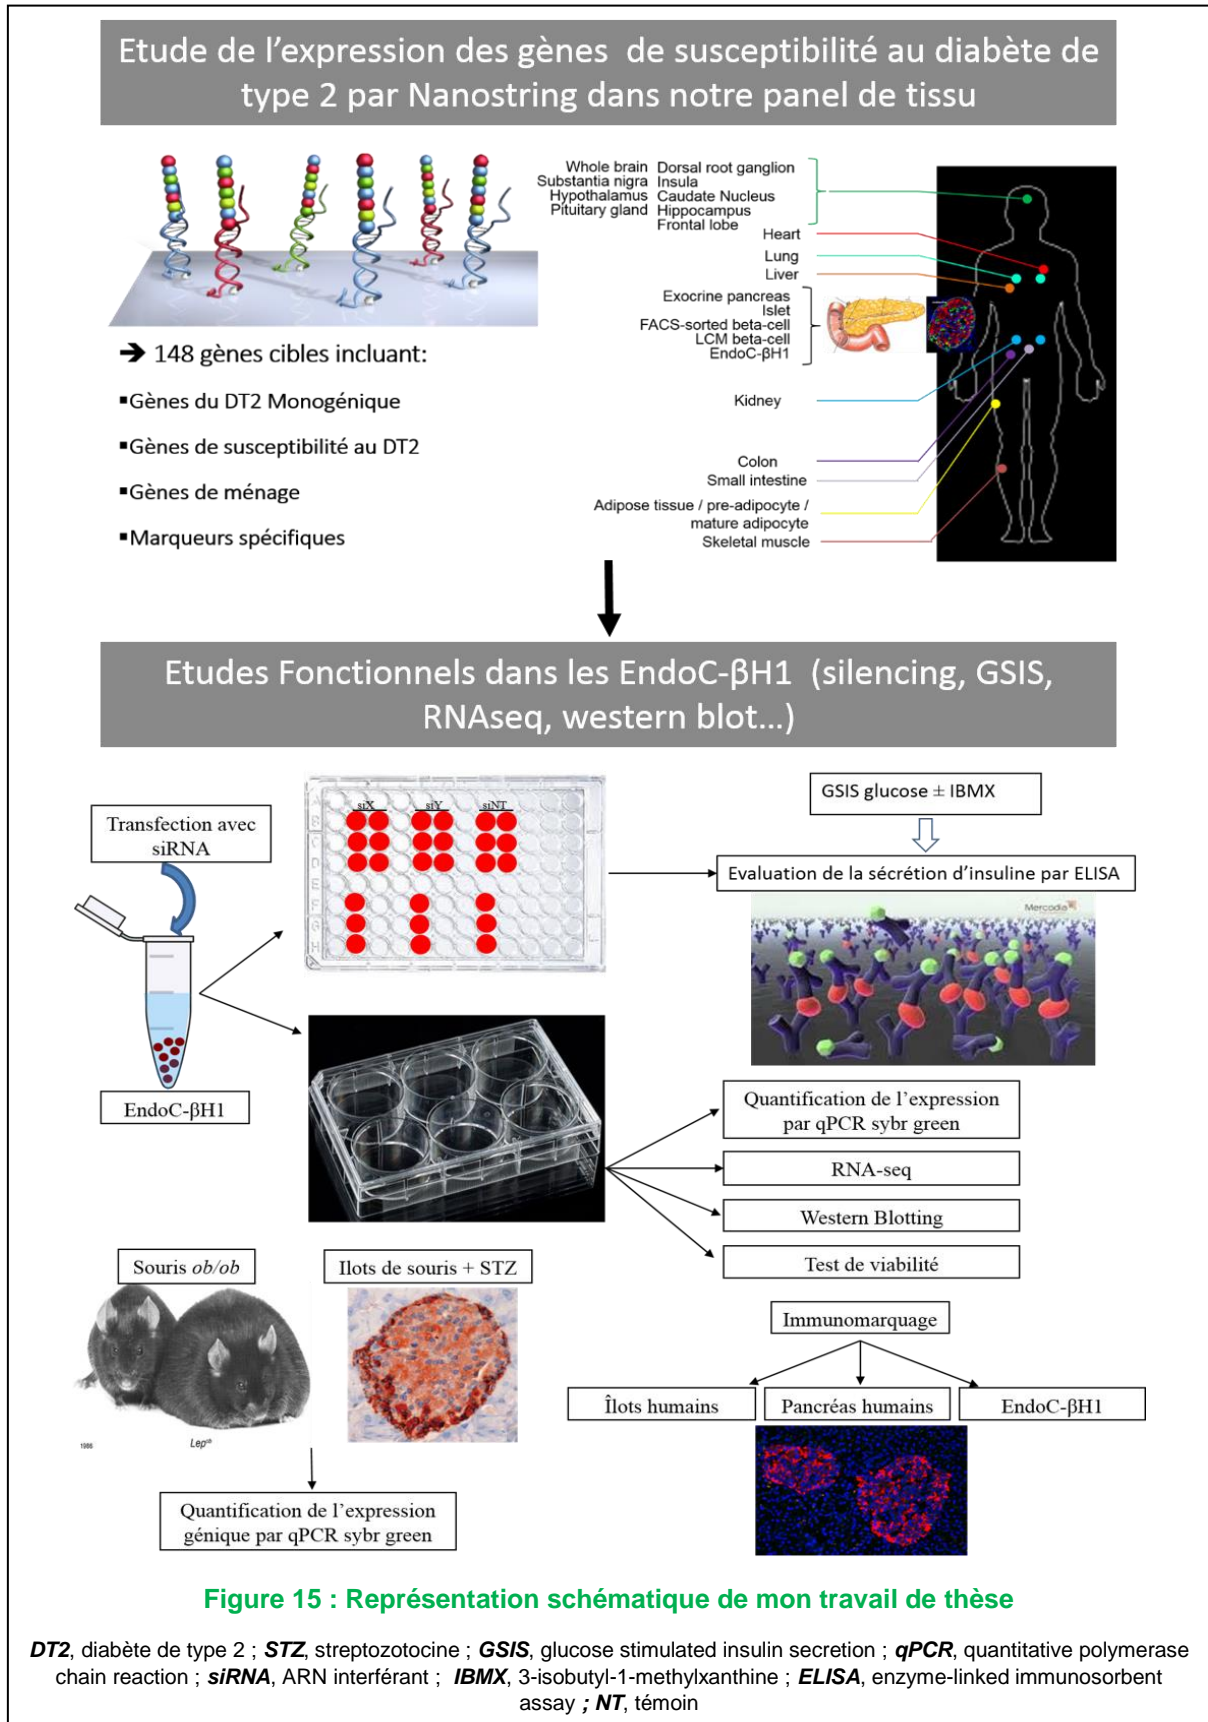 Etude de l'expression des gènes  de susceptibilité au diabète de
type 2 par Nanostring dans notre panel de tissu
➔ 148 gènes cibles incluant:
▪Gènes du DT2 Monogénique
▪Gènes de susceptibilité au DT2
▪Gènes de ménage
▪Marqueurs spécifiques
Whole brain
Substantia nigra
Hypothalamus
Pituitary gland
Dorsal root ganglion
Insula
Caudate Nucleus
Hippocampus
Frontal lobe
Heart
Lung
Liver
Exocrine pancreas
Islet
FACS-sorted beta-cell
LCM beta-cell
EndoC-βH1
Kidney
Colon
Small intestine
Adipose tissue / pre-adipocyte /
mature adipocyte
Skeletal muscle
Etudes Fonctionnels dans les EndoC-βH1  (silencing, GSIS,
RNAseq, western blot...)
Transfection avec
siRNA
EndoC-βH1
siX
siY
siNT
A
B
C
D
E
F
G
H
GSIS glucose ± IBMX
Evaluation de la sécrétion d'insuline par ELISA
Mercodia
Quantification de l'expression
par qPCR sybr green
RNA-seq
Western Blotting
Test de viabilité
Souris ob/ob
Ilots de souris + STZ
1986
Lep^ob
Quantification de l'expression
génique par qPCR sybr green
Immunomarquage
Îlots humains
Pancréas humains
EndoC-βH1
Figure 15 : Représentation schématique de mon travail de thèse
DT2, diabète de type 2 ; STZ, streptozotocine ; GSIS, glucose stimulated insulin secretion ; qPCR, quantitative polymerase
chain reaction ; siRNA, ARN interférant ;  IBMX, 3-isobutyl-1-methylxanthine ; ELISA, enzyme-linked immunosorbent
assay ; NT, témoin